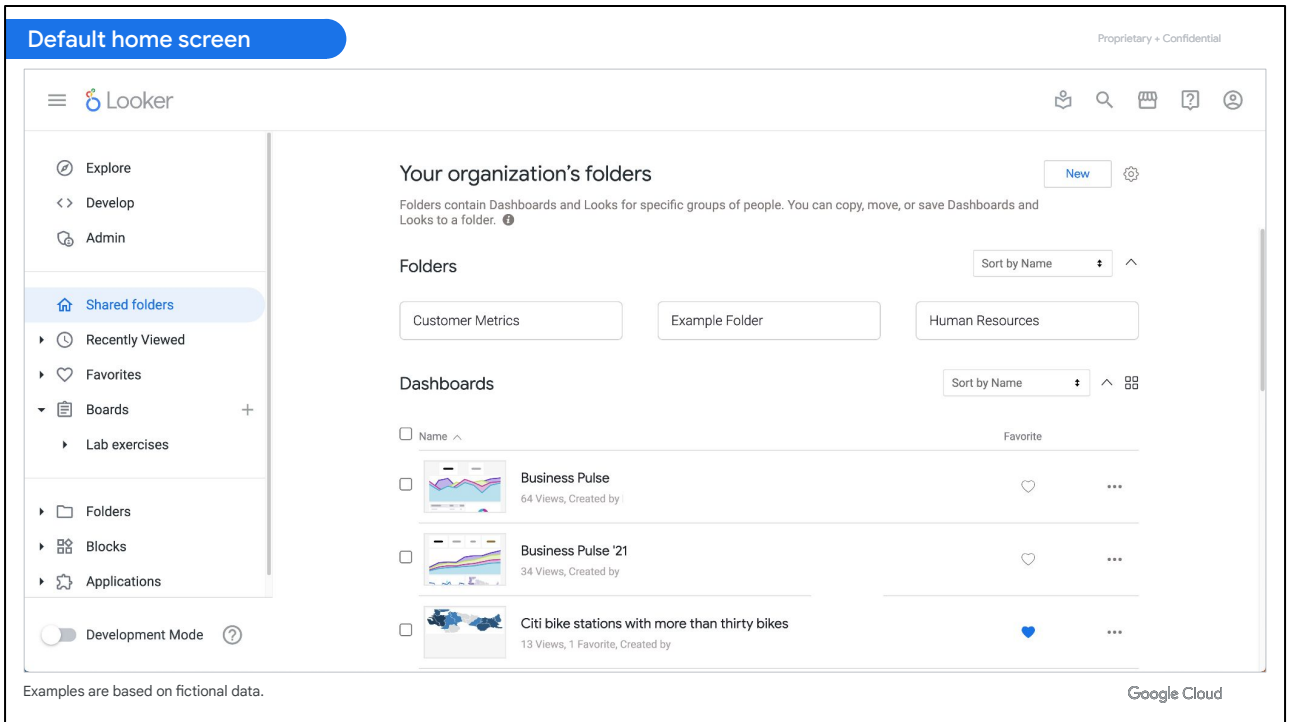 Default home screen
Proprietary + Confidential
Looker
Explore
Develop
Admin
Shared folders
Recently Viewed
Favorites
Boards
Lab exercises
Folders
Blocks
Applications
Development Mode
Your organization's folders
New
Folders contain Dashboards and Looks for specific groups of people. You can copy, move, or save Dashboards and
Looks to a folder.
Folders
Sort by Name
Customer Metrics
Example Folder
Human Resources
Dashboards
Sort by Name
Name
Favorite
Business Pulse
64 Views, Created by
Business Pulse '21
34 Views, Created by
Citi bike stations with more than thirty bikes
13 Views, 1 Favorite, Created by
Examples are based on fictional data.
Google Cloud